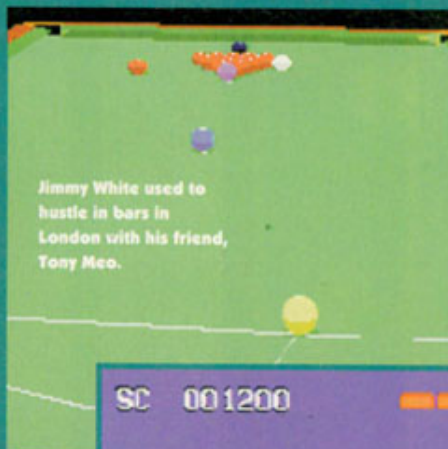 Jimmy White used to
hustle in bars in
London with his friend,
Tony Meo.
SC 001200